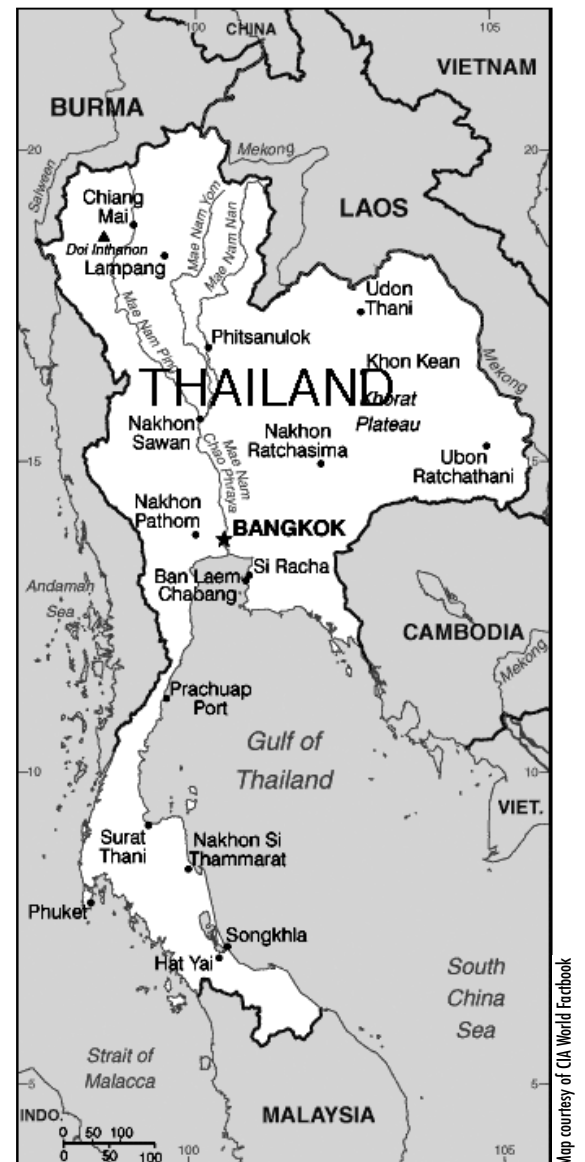 100
105
CHINA
VIETNAM
BURMA
20
20
Mekong
Salween
Chiang
Mai
Mae Nam Yom
Mae Nam Nan
LAOS
Doi Inthanon
Lampang
Udon
Thani
Mae Nam Ping
Phitsanulok
Khon Kean
Mekong
THAILAND
Khorat
Plateau
Nakhon
Sawan
Nakhon
Ratchasima
Mae Nam
Chao Phraya
Ubon
Ratchathani
15
15
Nakhon
Pathom
BANGKOK
Si Racha
Ban Laem
Chabang
Andaman
Sea
CAMBODIA
Mekong
Prachuap
Port
Gulf of
Thailand
10
10
VIET.
Surat
Thani
Nakhon Si
Thammarat
Phuket
Songkhla
Hat Yai
South
China
Sea
Strait of
Malacca
5
5
INDO.
MALAYSIA
0 50 100
0 50 100
100
105
Map courtesy of CIA World Factbook